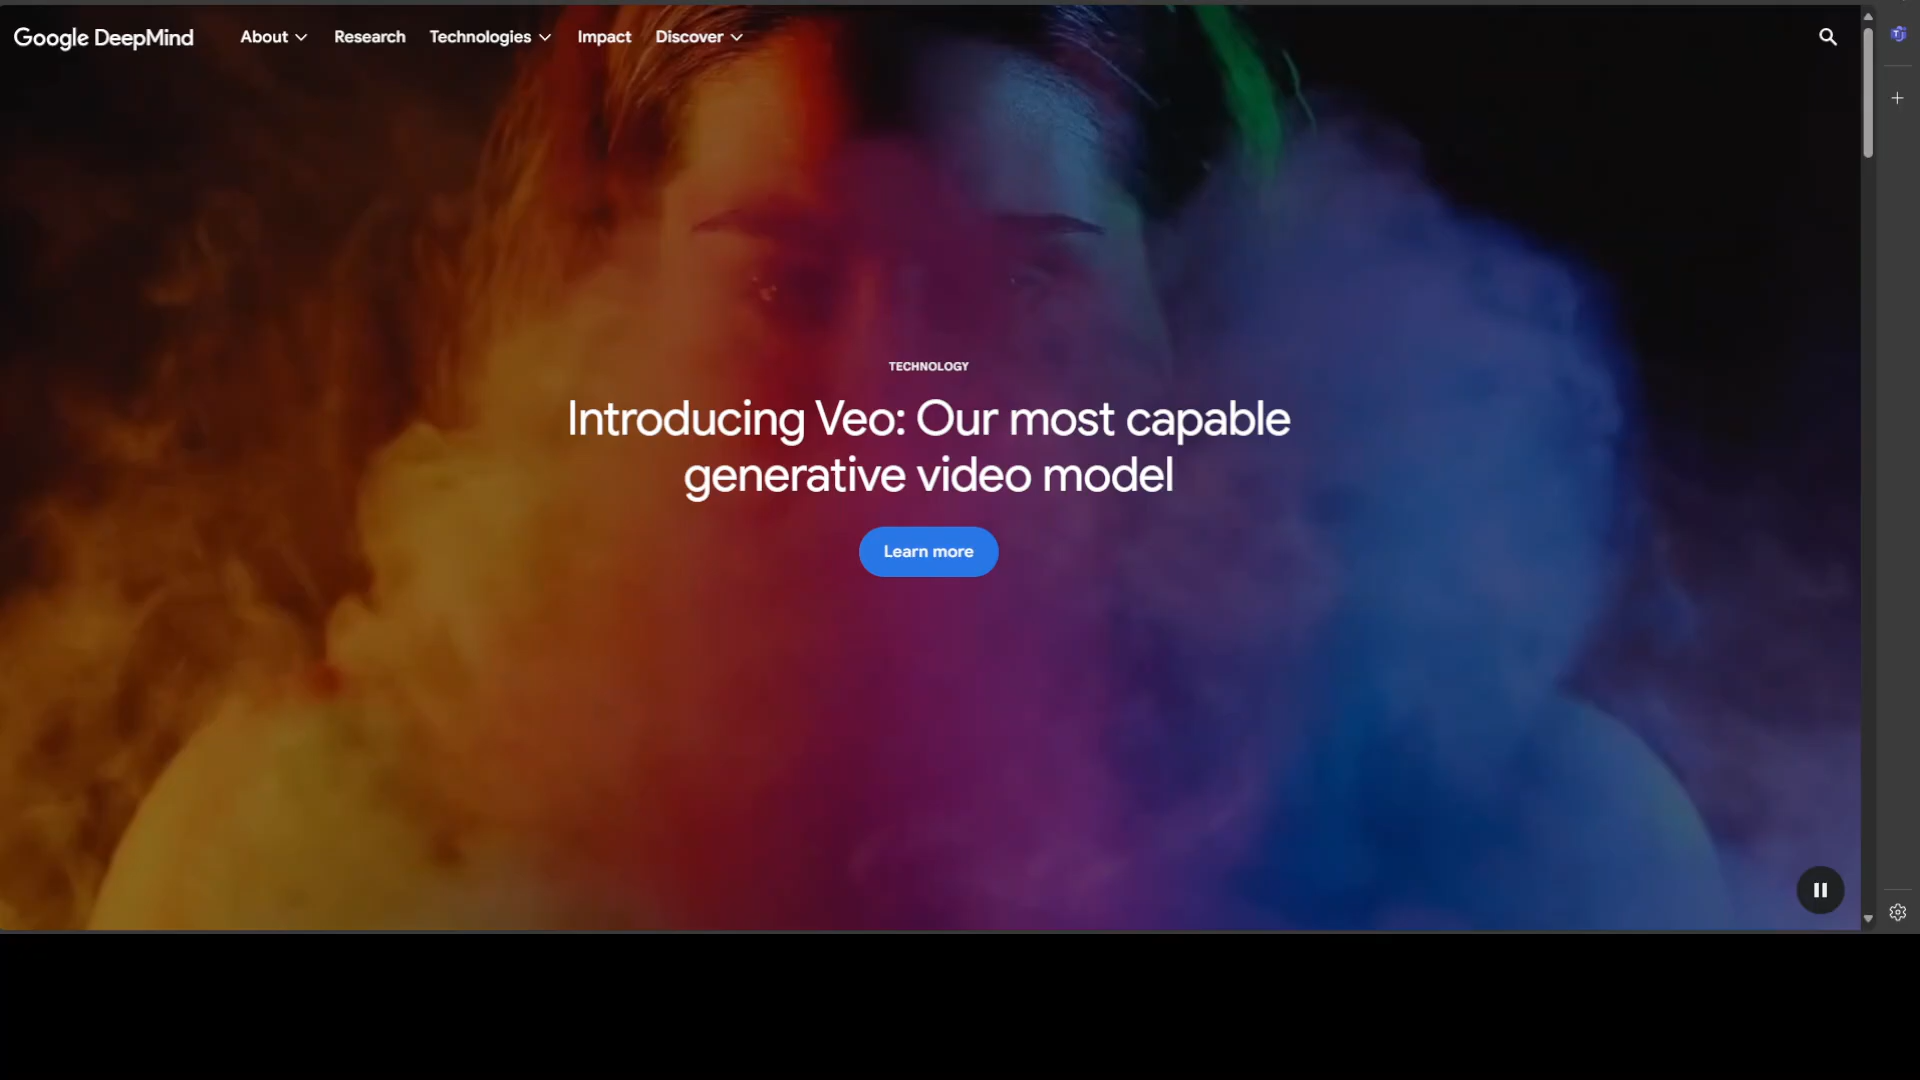 Google DeepMind
About
Research
Technologies
Impact
Discover
TECHNOLOGY
Introducing Veo: Our most capable
generative video model
Learn more